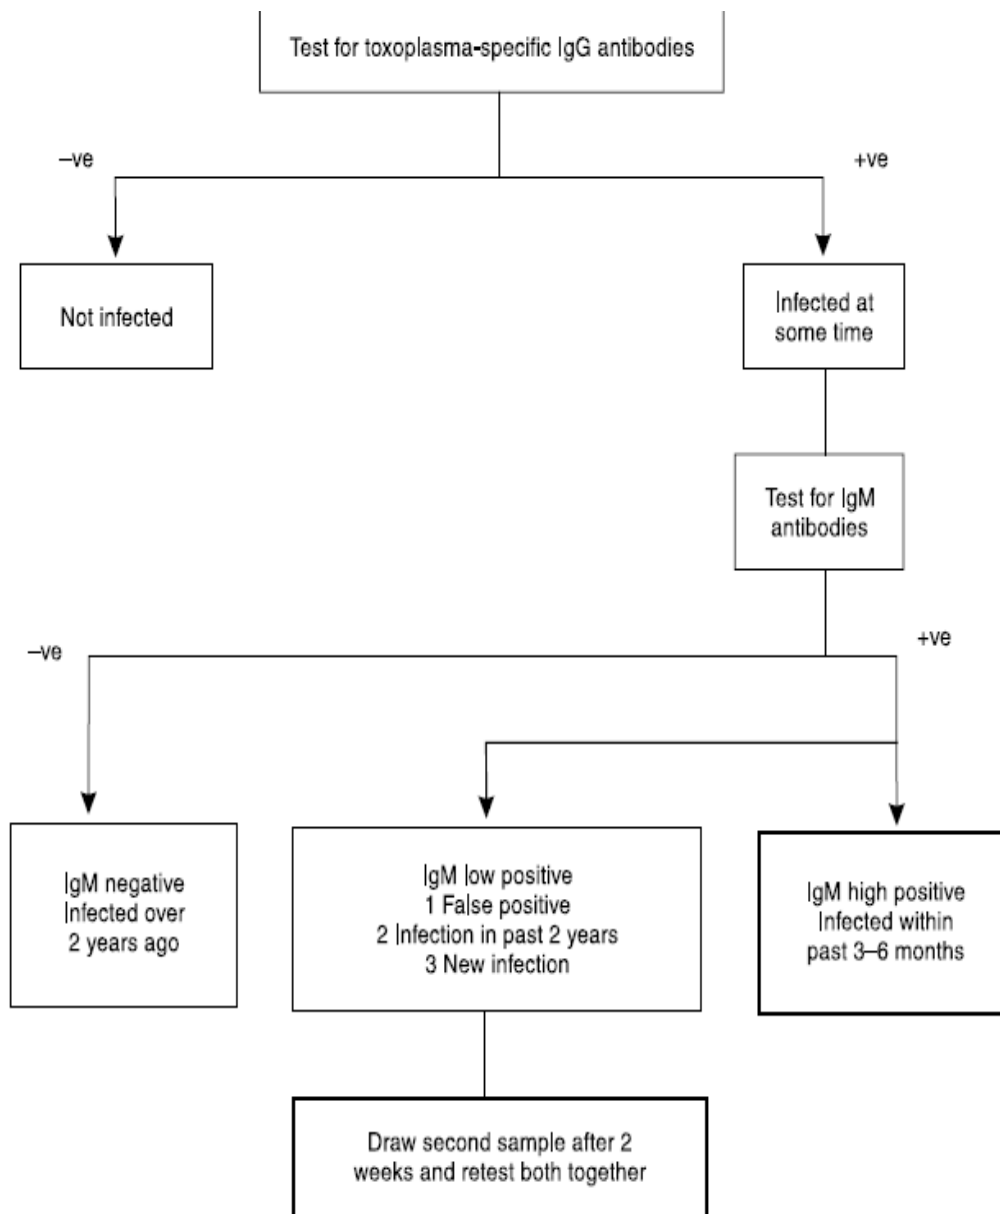 Test for toxoplasma-specific IgG antibodies
–ve
+ve
Not infected
Infected at
some time
Test for IgM
antibodies
–ve
+ve
IgM negative
Infected over
2 years ago
IgM low positive
1 False positive
2 Infection in past 2 years
3 New infection
IgM high positive
Infected within
past 3–6 months
Draw second sample after 2
weeks and retest both together